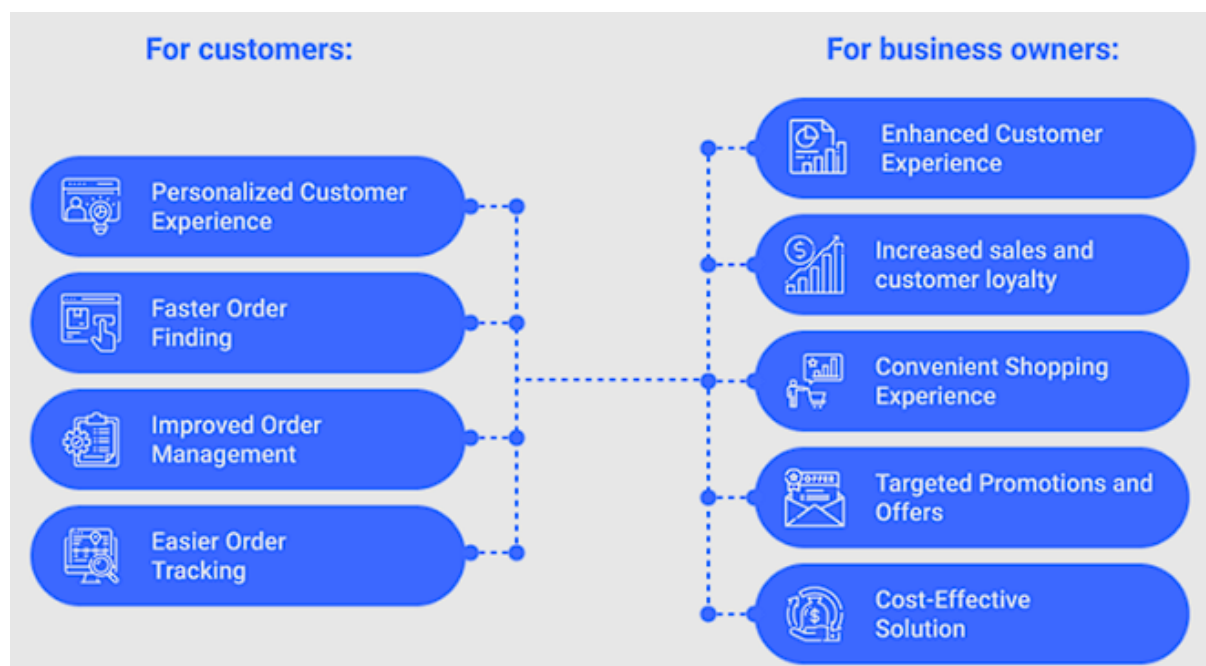 For customers:
Personalized Customer
Experience
Faster Order
Finding
Improved Order
Management
Easier Order
Tracking
For business owners:
Enhanced Customer
Experience
Increased sales and
customer loyalty
Convenient Shopping
Experience
OFFER
Targeted Promotions and
Offers
Cost-Effective
Solution